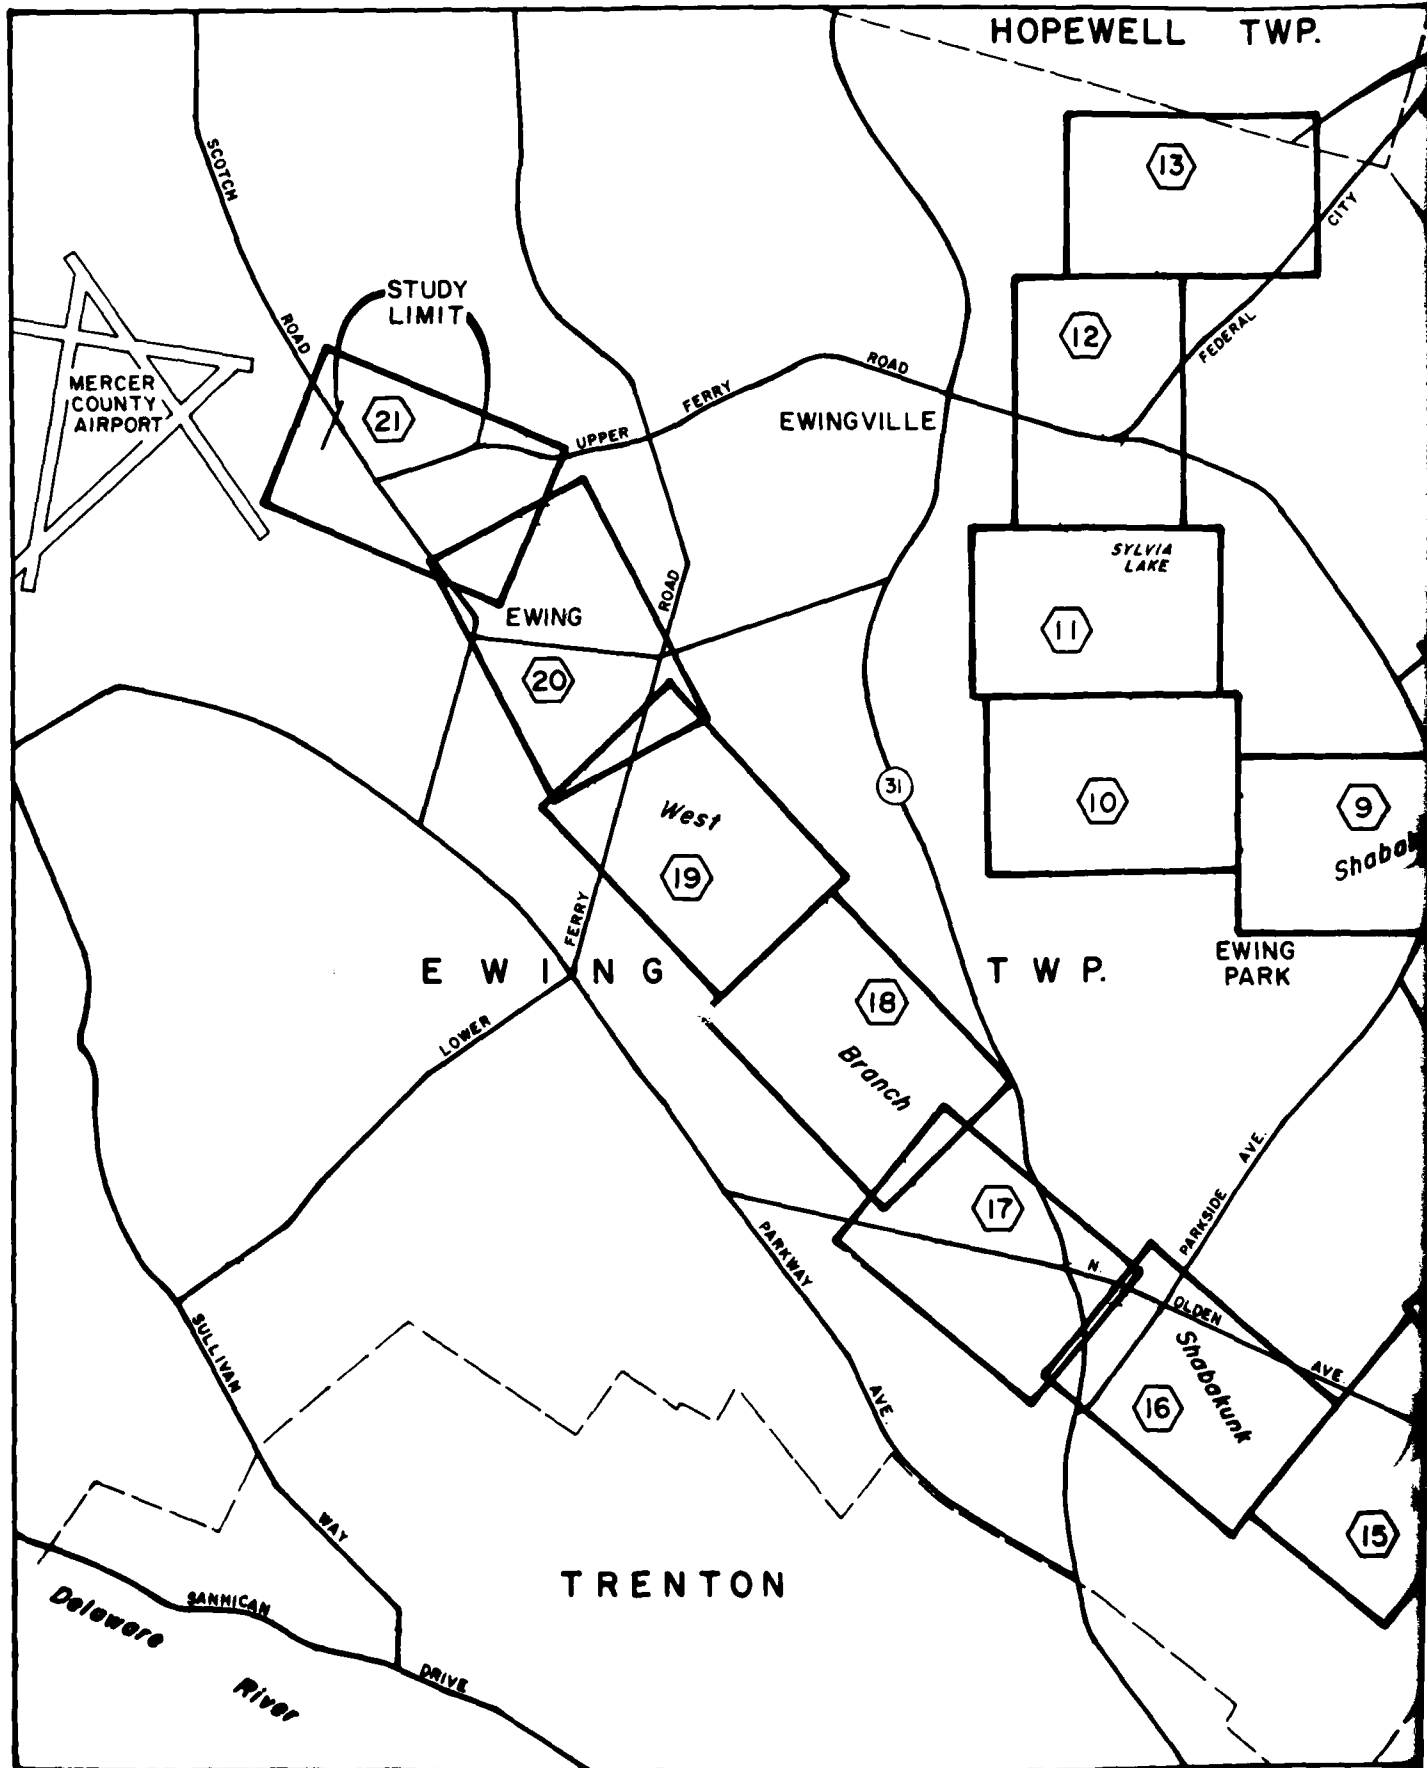 HOPEWELL TWP.
13
SCOTCH
CITY
STUDY
LIMIT
ROAD
12
FEDERAL
MERCER
COUNTY
AIRPORT
21
ROAD
FERRY
EWINGVILLE
UPPER
SYLVIA
LAKE
ROAD
EWING
11
20
31
10
9
West
19
FERRY
EWING TWP.
EWING
PARK
18
LOWER
Branch
AVE.
17
PARKSIDE
PARKWAY
N.
OLDEN
SULLIVAN
Shabakunk
AVE.
AVE.
16
WAY
15
TRENTON
Delaware
SANHICAN
River
DRIVE